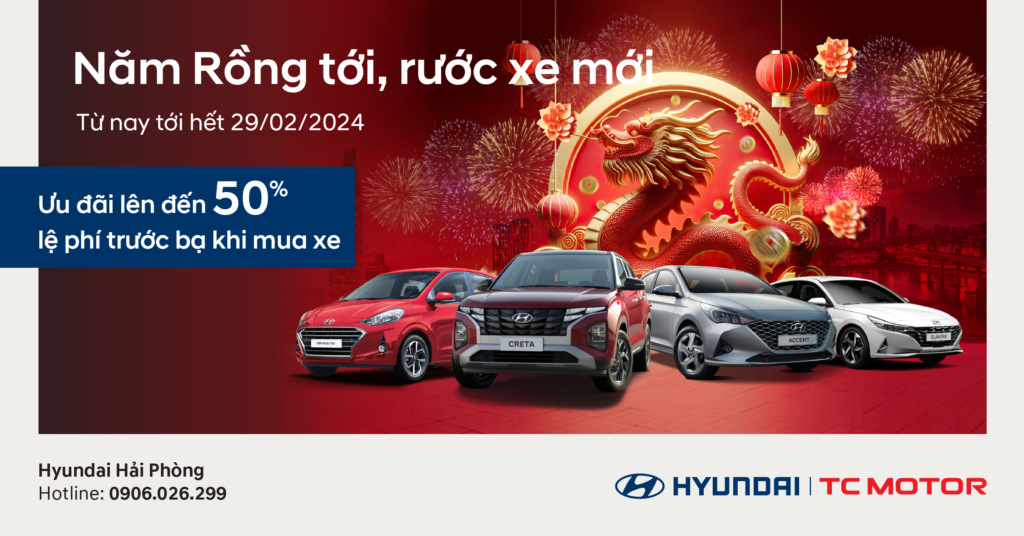 Năm Rồng tới, rước xe mới
Từ nay tới hết 29/02/2024
Ưu đãi lên đến 50%
lệ phí trước bạ khi mua xe
CRETA
ACCENT
ELANTRA
Hyundai Hải Phòng
Hotline: 0906.026.299
HYUNDAI | TC MOTOR